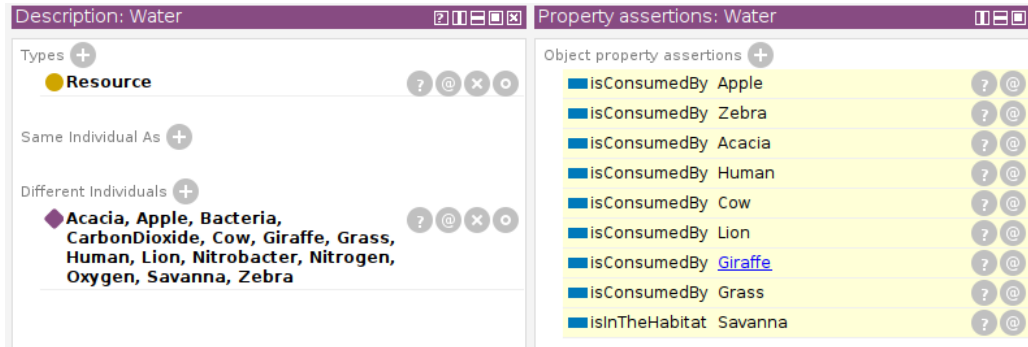 Description: Water
Types
Resource
Same Individual As
Different Individuals
Acacia, Apple, Bacteria,
CarbonDioxide, Cow, Giraffe, Grass,
Human, Lion, Nitrobacter, Nitrogen,
Oxygen, Savanna, Zebra
Property assertions: Water
Object property assertions
isConsumedBy Apple
isConsumedBy Zebra
isConsumedBy Acacia
isConsumedBy Human
isConsumedBy Cow
isConsumedBy Lion
isConsumedBy Giraffe
isConsumedBy Grass
isInTheHabitat Savanna